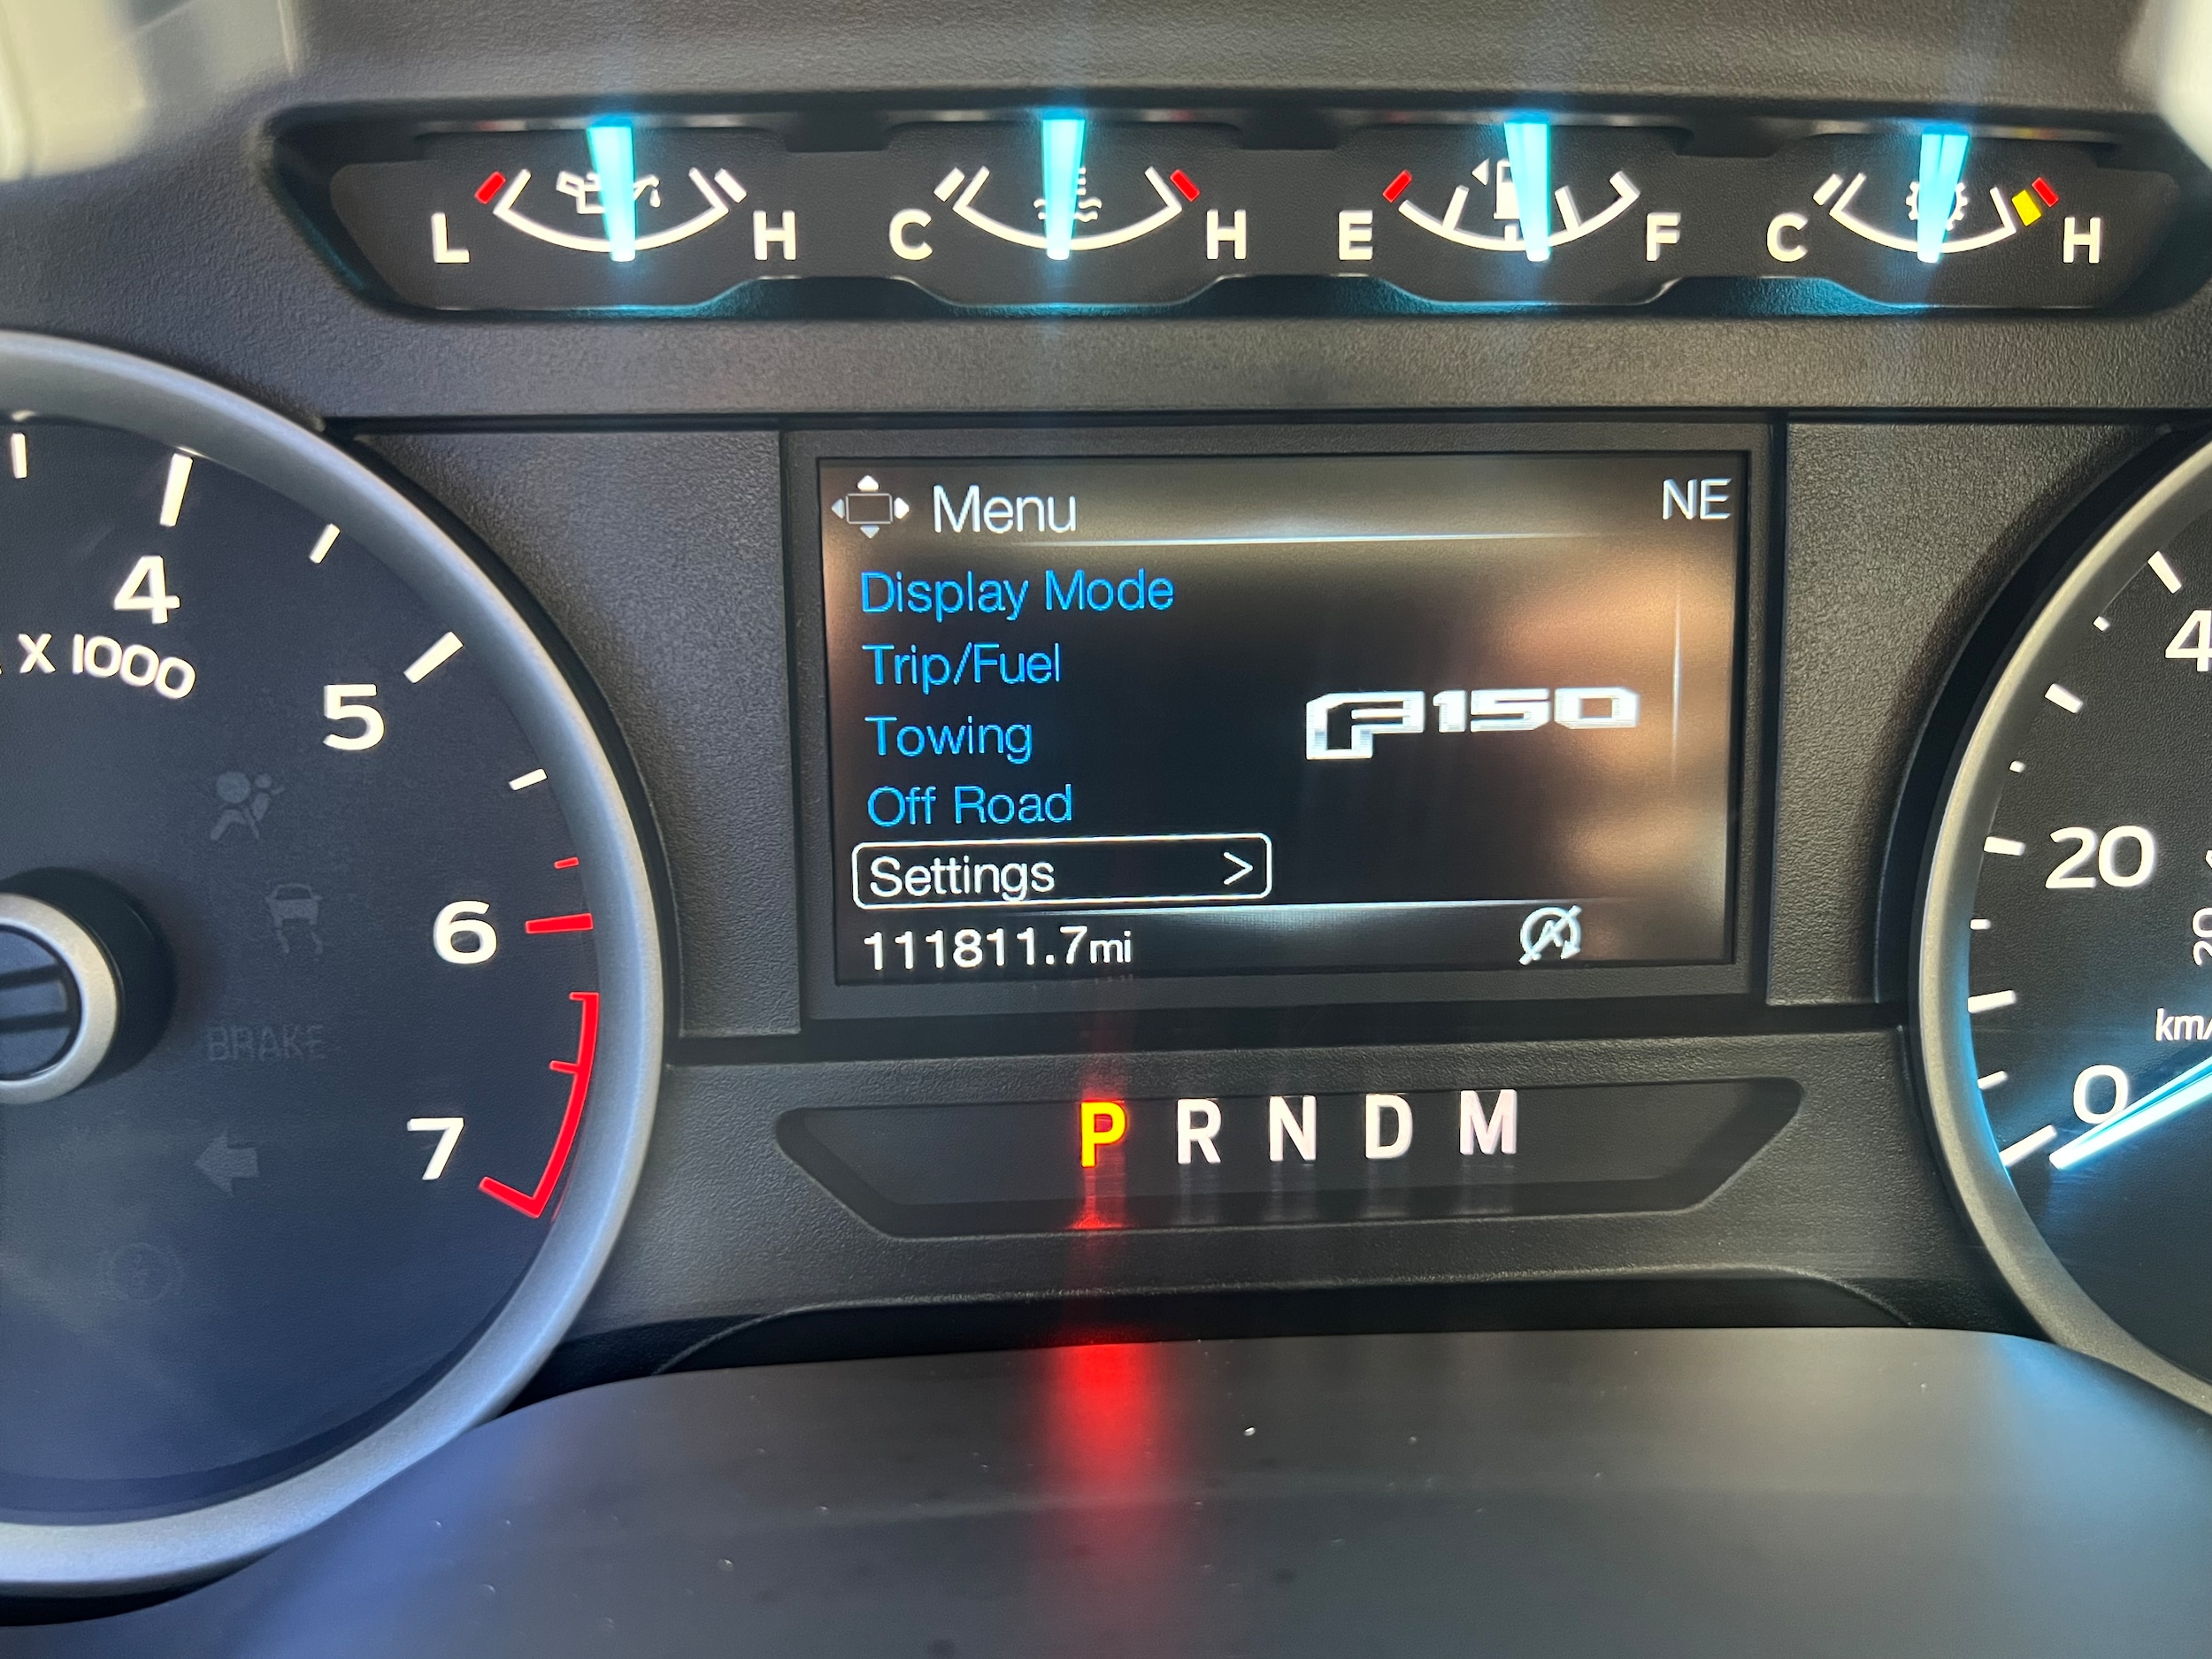 L H C H E F C H
Menu NE
Display Mode
Trip/Fuel
Towing
F150
Off Road
Settings >
111811.7mi
4
x 1000
5
6
7
BRAKE
P R N D M
20
0
km/